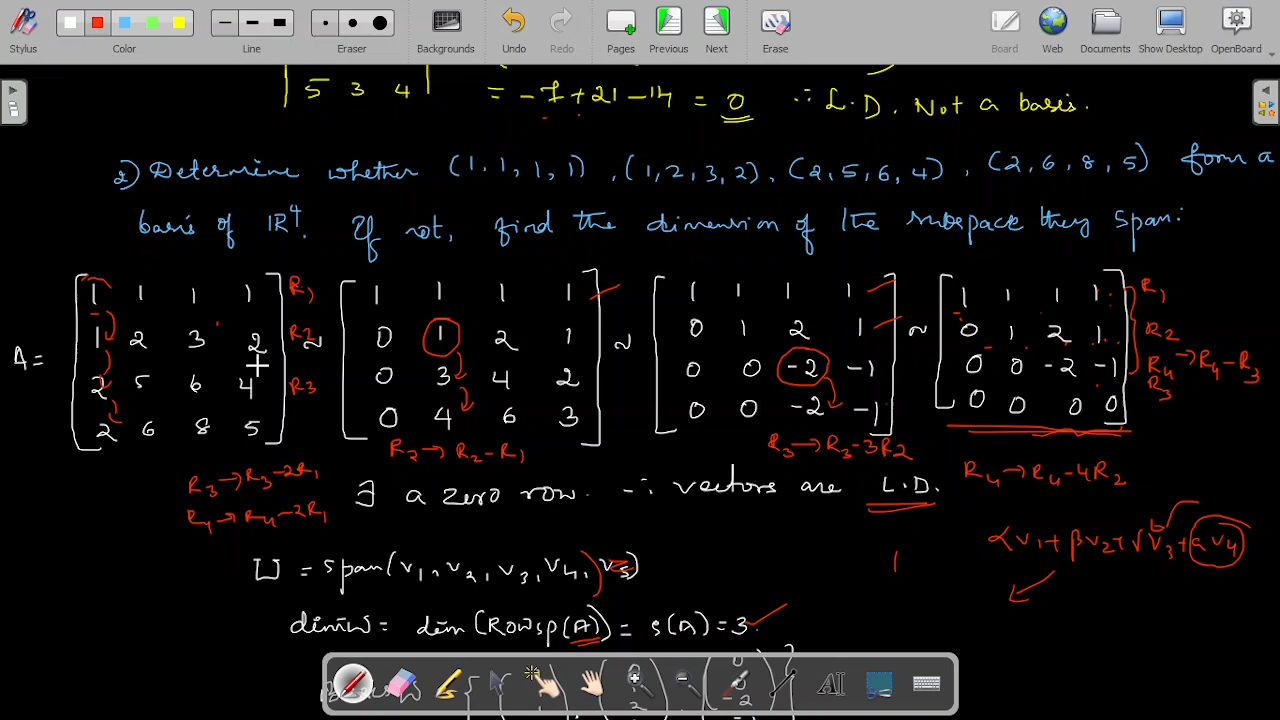 Stylus Color Line Eraser Backgrounds Undo Redo Pages Previous Next Erase Board Web Documents Show Desktop OpenBoard
5 3 4 = -7 + 21 - 14 = 0 ∴ L.D. Not a basis.
2) Determine whether (1,1,1,1), (1,2,3,2), (2,5,6,4), (2,6,8,5) form a
basis of IR⁴. If not, find the dimension of the subspack they span:
1 1 1 1 R1 1 1 1 1 1 1 1 1 1 1 1 1 R1
A = 1 2 3 2 R2 ~ 0 1 2 1 ~ 0 1 2 1 ~ 0 1 2 1 R2
2 5 6 4 R3 0 3 4 2 0 0 -2 -1 0 0 -2 -1 R4 → R4 - R3
2 6 8 5 0 4 6 3 0 0 -2 -1 0 0 0 0 R3
R2 → R2 - R1 R3 → R3 - 3R2
R3 → R3 - 2R1 R4 → R4 - 4R2
R4 → R4 - 2R1 ∃ a zero row. ∴ vectors are L.D.
αv1 + βv2 + v3 + av4
W = span(v1, v2, v3, v4, v5)
dimW = dim(Rowsp(A)) = ρ(A) = 3.